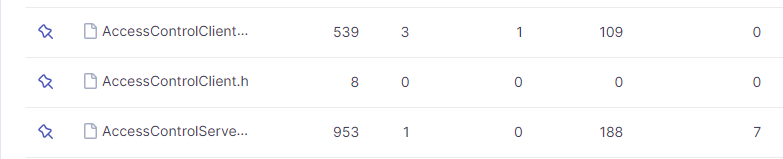 AccessControlClient... 539 3 1 109 0
AccessControlClient.h 8 0 0 0 0
AccessControlServe... 953 1 0 188 7